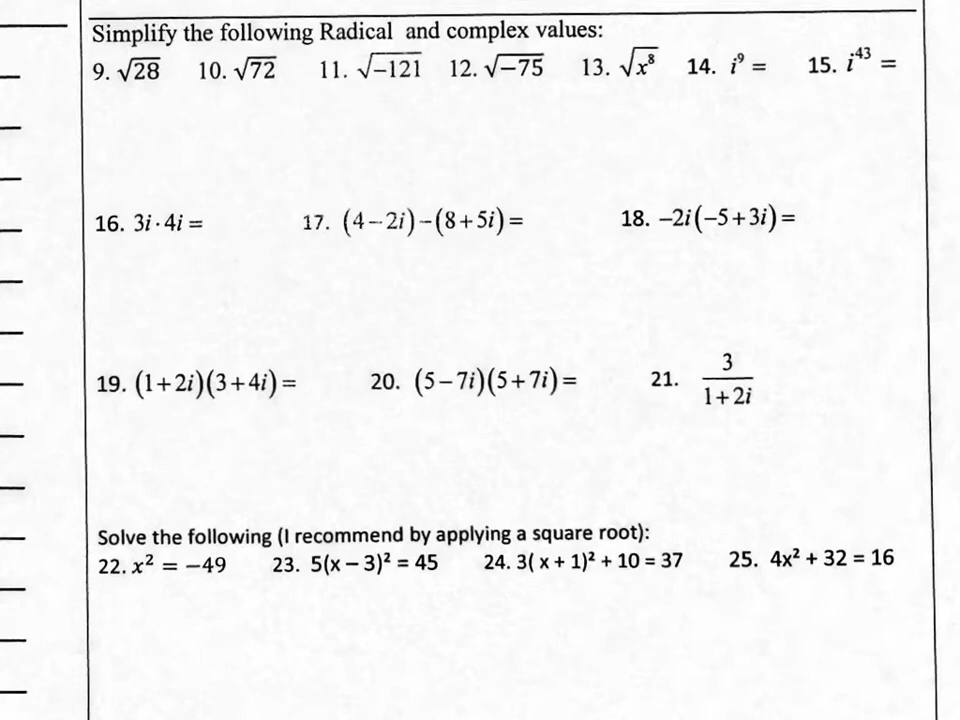 Simplify the following Radical and complex values:
9. √28 10. √72 11. √−121 12. √−75 13. √x⁸ 14. i⁹ = 15. i⁴³ =
16. 3i · 4i = 17. (4−2i)−(8+5i)= 18. −2i(−5+3i)=
19. (1+2i)(3+4i)= 20. (5−7i)(5+7i)= 21. 3/(1+2i)
Solve the following (I recommend by applying a square root):
22. x² = −49 23. 5(x – 3)² = 45 24. 3( x + 1)² + 10 = 37 25. 4x² + 32 = 16